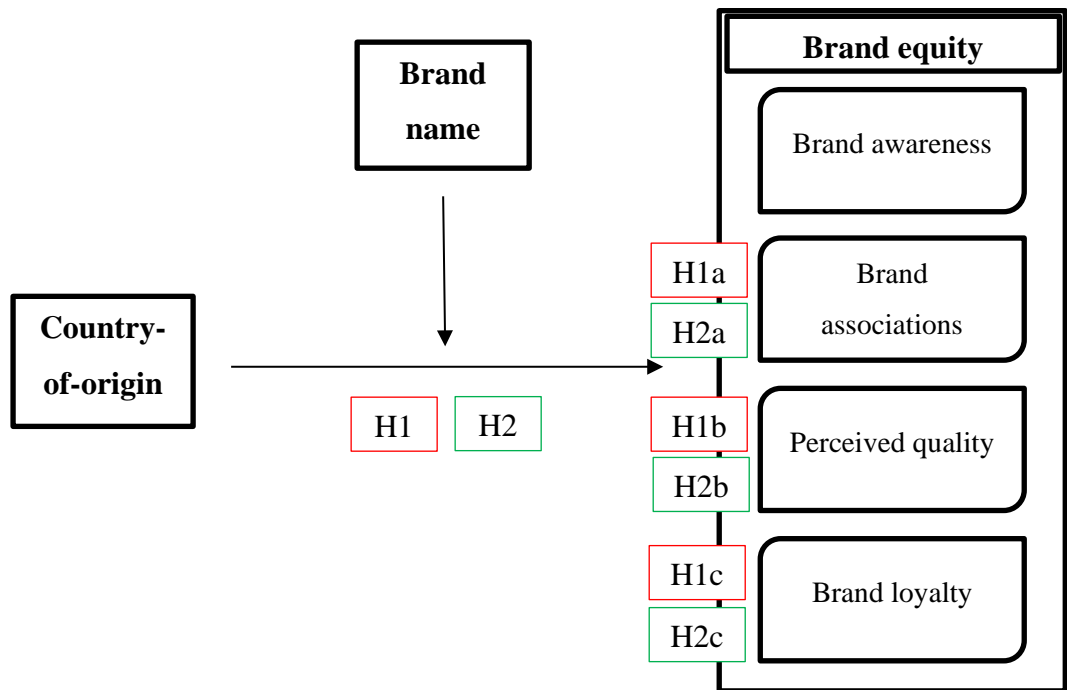 Brand equity
Brand
name
Brand awareness
H1a
Brand
associations
H2a
Country-
of-origin
H1
H2
H1b
Perceived quality
H2b
H1c
Brand loyalty
H2c